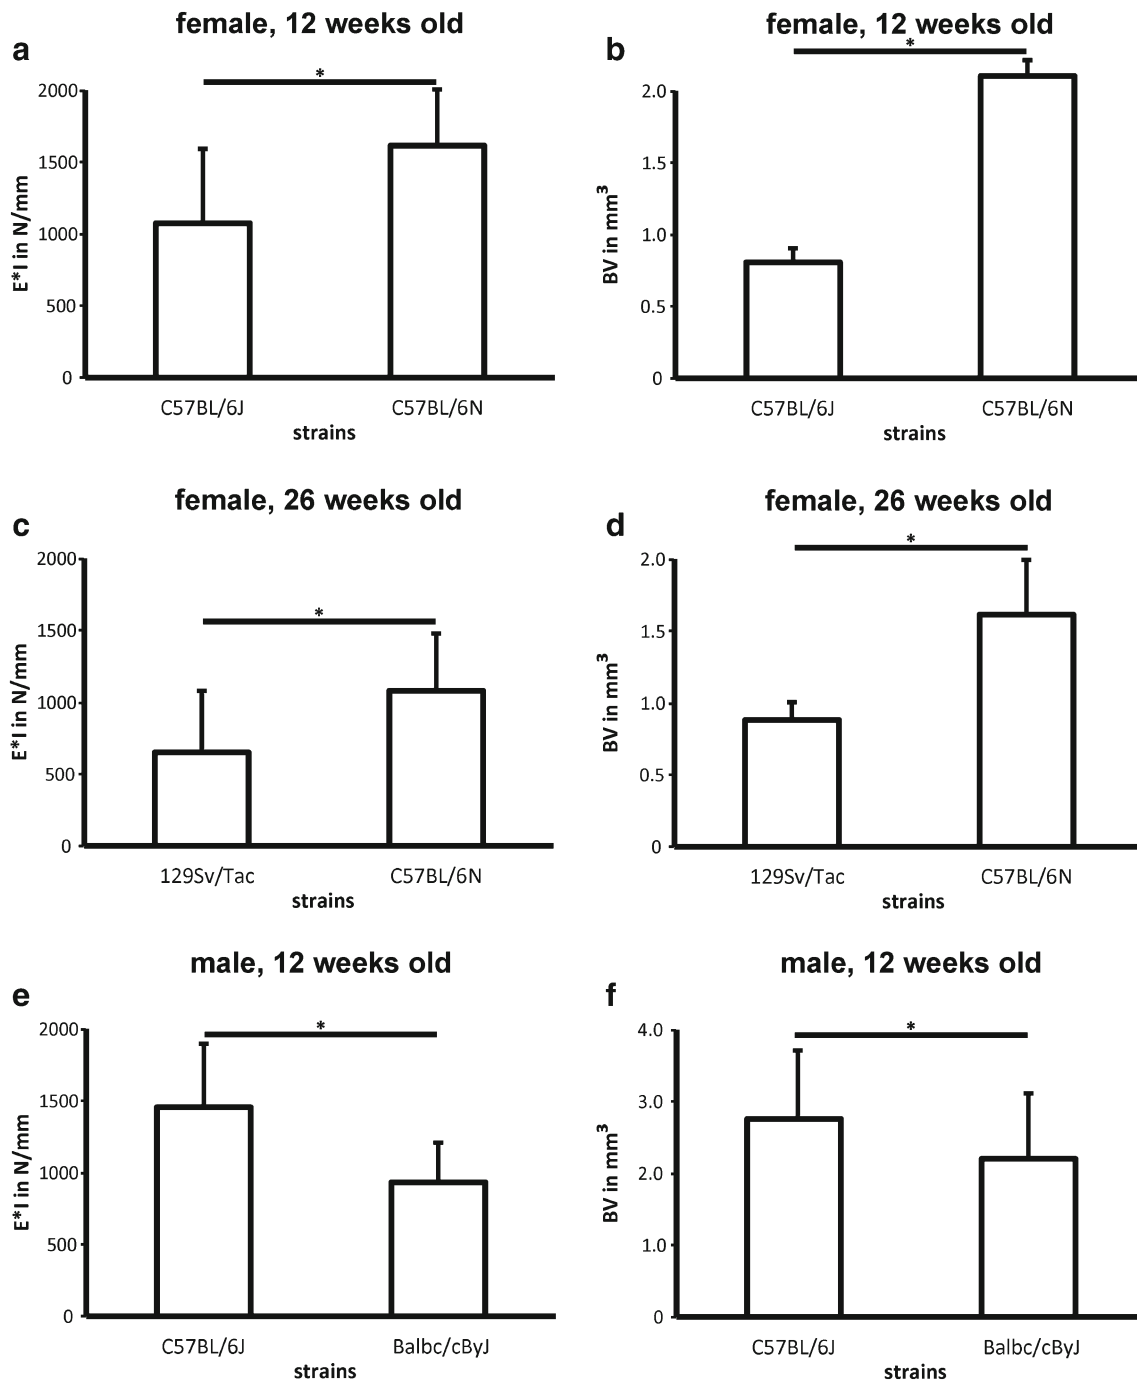 a
female, 12 weeks old
*
E*I in N/mm
2000
1500
1000
500
0
C57BL/6J
C57BL/6N
strains
b
female, 12 weeks old
*
BV in mm³
2.0
1.5
1.0
0.5
0
C57BL/6J
C57BL/6N
strains
c
female, 26 weeks old
*
E*I in N/mm
2000
1500
1000
500
0
129Sv/Tac
C57BL/6N
strains
d
female, 26 weeks old
*
BV in mm³
2.0
1.5
1.0
0.5
0
129Sv/Tac
C57BL/6N
strains
e
male, 12 weeks old
*
E*I in N/mm
2000
1500
1000
500
0
C57BL/6J
Balbc/cByJ
strains
f
male, 12 weeks old
*
BV in mm³
4.0
3.0
2.0
1.0
0
C57BL/6J
Balbc/cByJ
strains